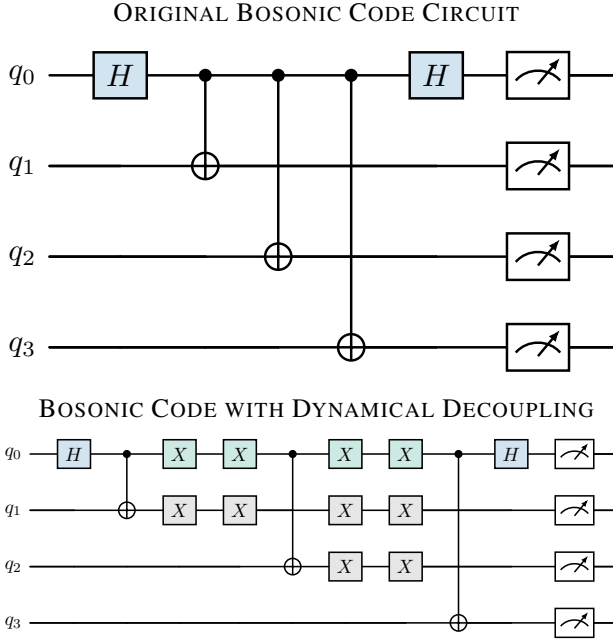 ORIGINAL BOSONIC CODE CIRCUIT
q₀ H H
q₁
q₂
q₃
BOSONIC CODE WITH DYNAMICAL DECOUPLING
q₀ H X X X X H
q₁ X X X X
q₂ X X
q₃